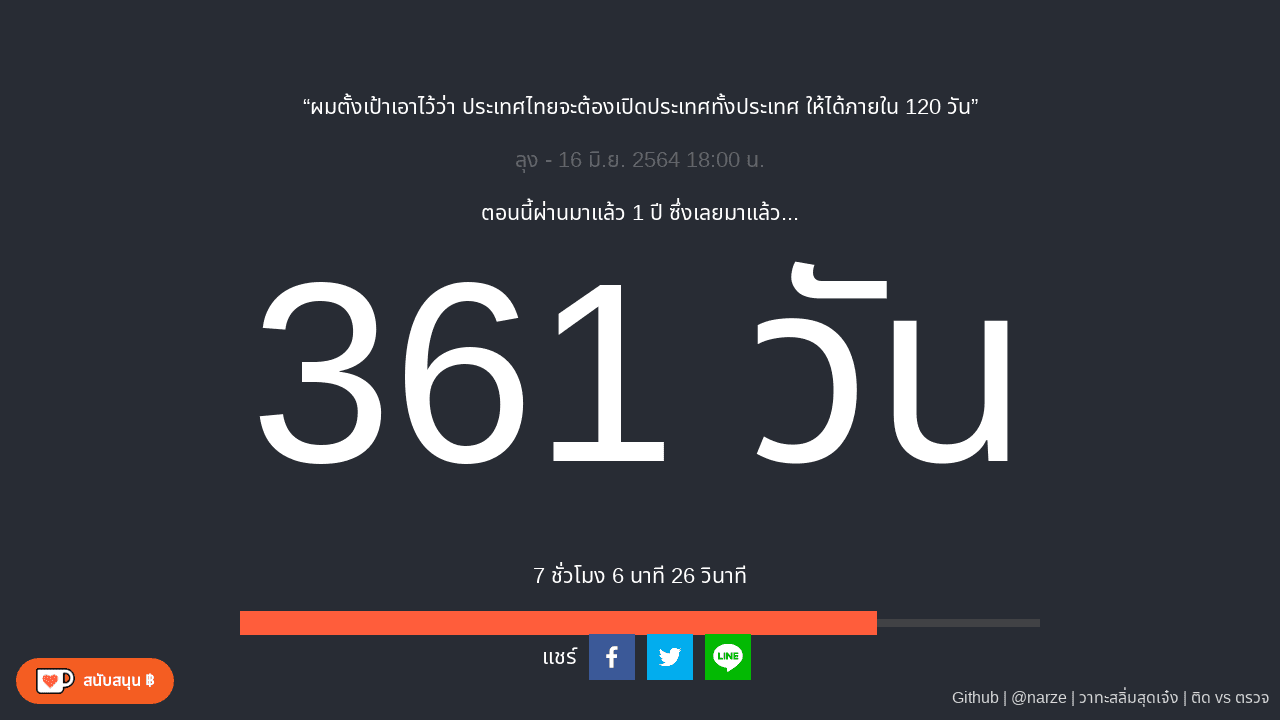 “ผมตั้งเป้าเอาไว้ว่า ประเทศไทยจะต้องเปิดประเทศทั้งประเทศ ให้ได้ภายใน 120 วัน”
ลุง - 16 มิ.ย. 2564 18:00 น.
ตอนนี้ผ่านมาแล้ว 1 ปี ซึ่งเลยมาแล้ว...
361 วัน
7 ชั่วโมง 6 นาที 26 วินาที
แชร์
LINE
สนับสนุน ฿
Github | @narze | วาทะสลิ่มสุดเจ๋ง | ติด vs ตรวจ